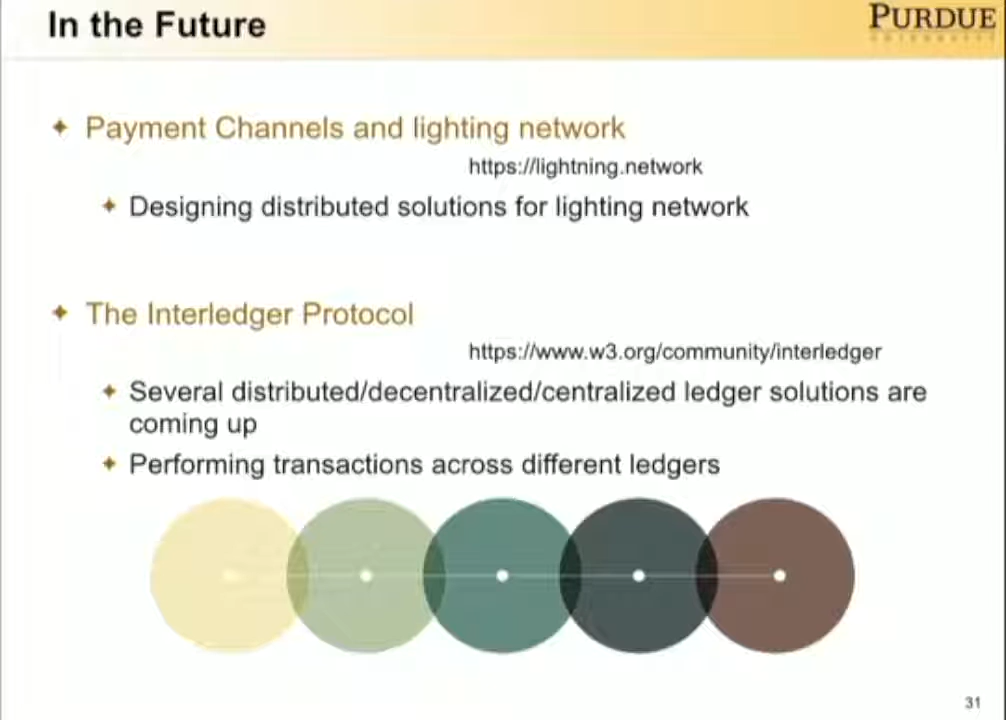 In the Future
PURDUE
Payment Channels and lighting network
https://lightning.network
Designing distributed solutions for lighting network
The Interledger Protocol
https://www.w3.org/community/interledger
Several distributed/decentralized/centralized ledger solutions are
coming up
Performing transactions across different ledgers
31